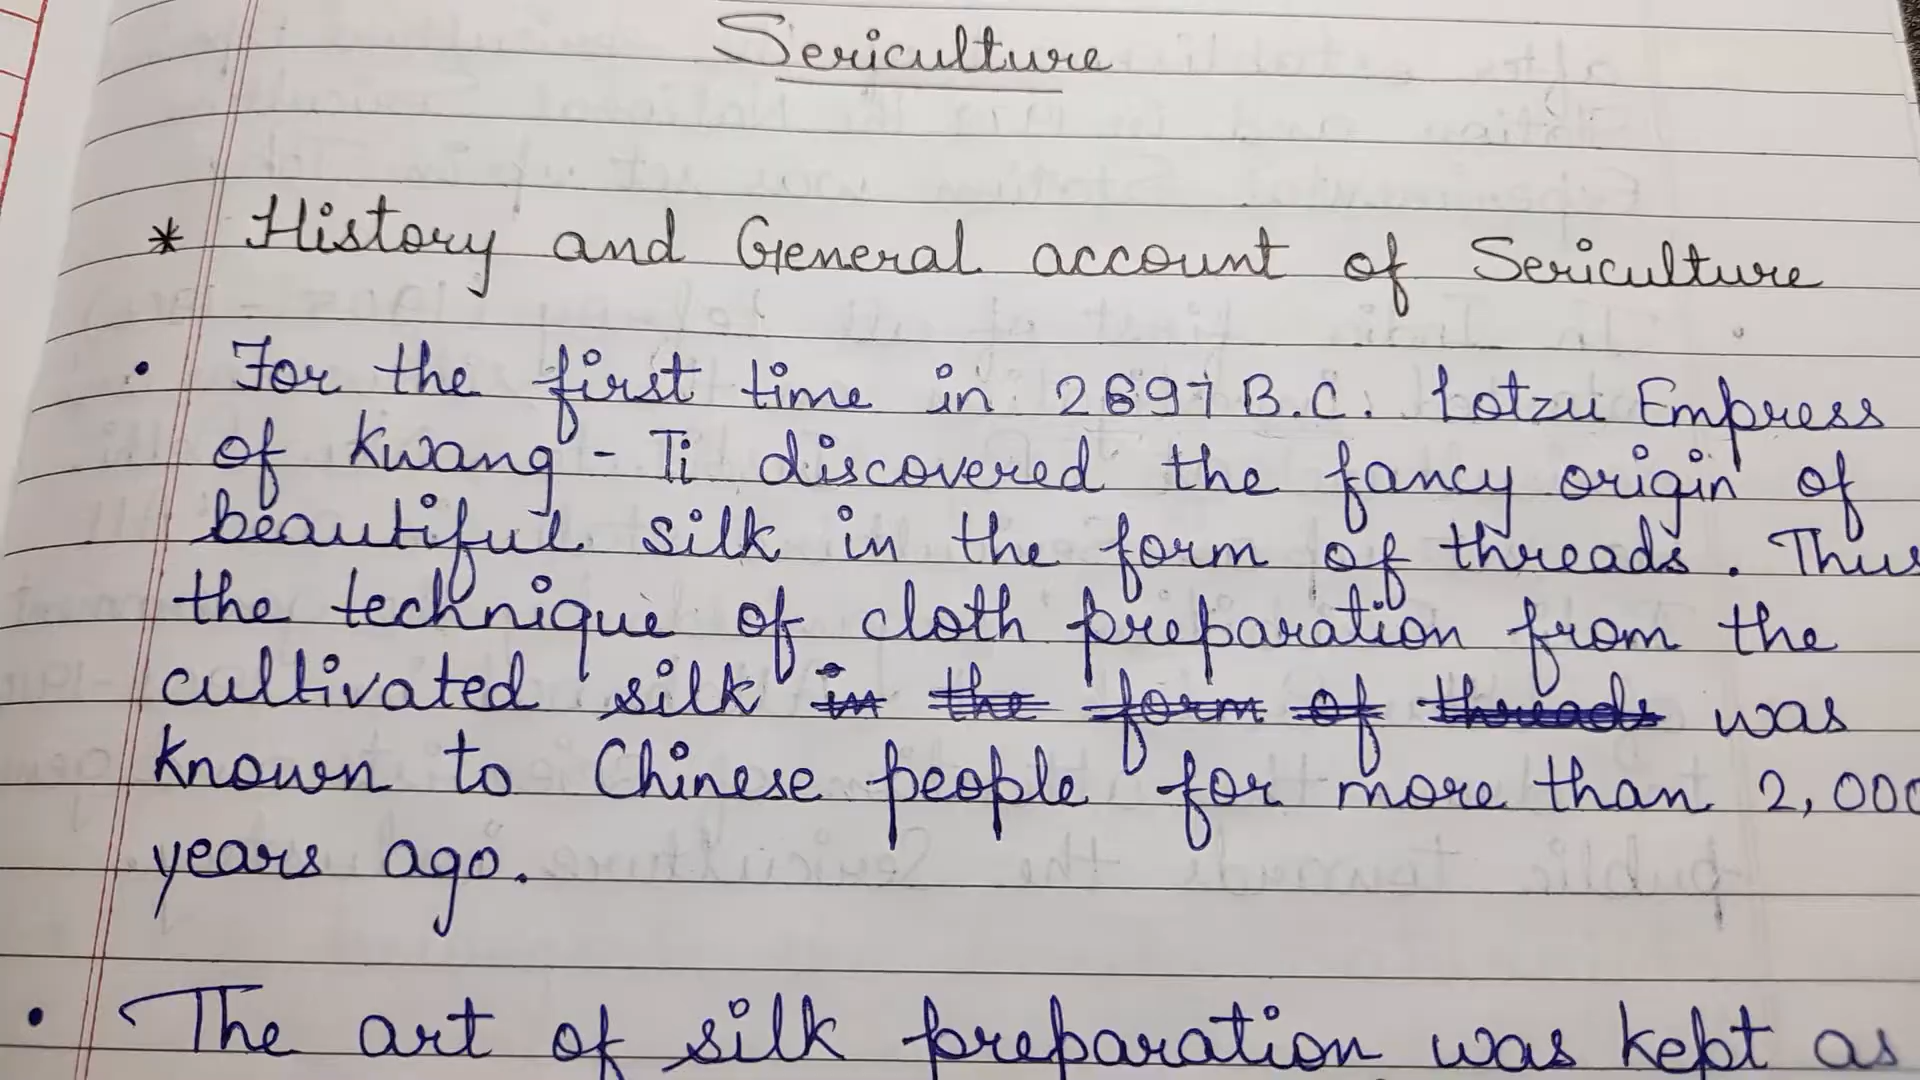 Sericulture
* History and General account of Sericulture
• For the first time in 2697 B.C. Lotzu Empress
of Kwang - Ti discovered the fancy origin of
beautiful silk in the form of threads. Thus
the technique of cloth preparation from the
cultivated silk in the form of threads was
known to Chinese people for more than 2,000
years ago.
• The art of silk preparation was kept as